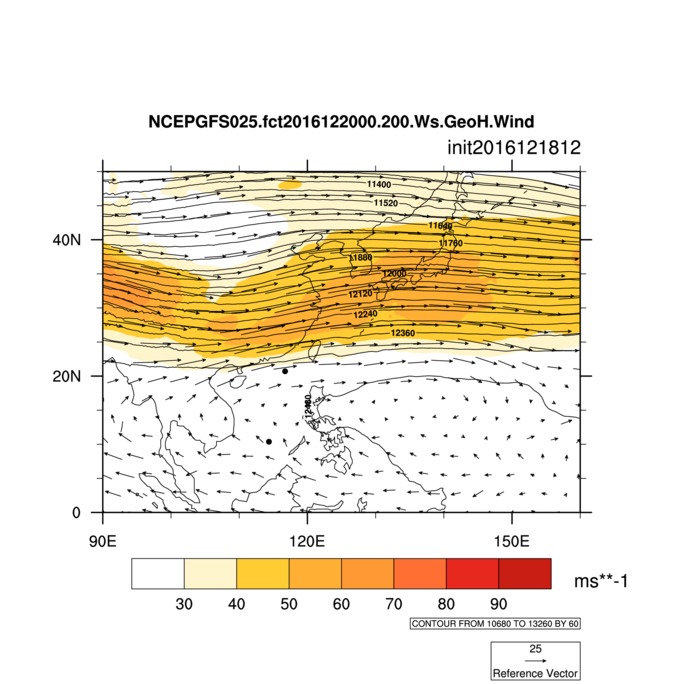 NCEPGFS025.fct2016122000.200.Ws.GeoH.Wind
init2016121812
11400
11520
11640
11760
11880
12000
12120
12240
12360
12480
40N
20N
0
90E 120E 150E
30 40 50 60 70 80 90
ms**-1
CONTOUR FROM 10680 TO 13260 BY 60
25
Reference Vector